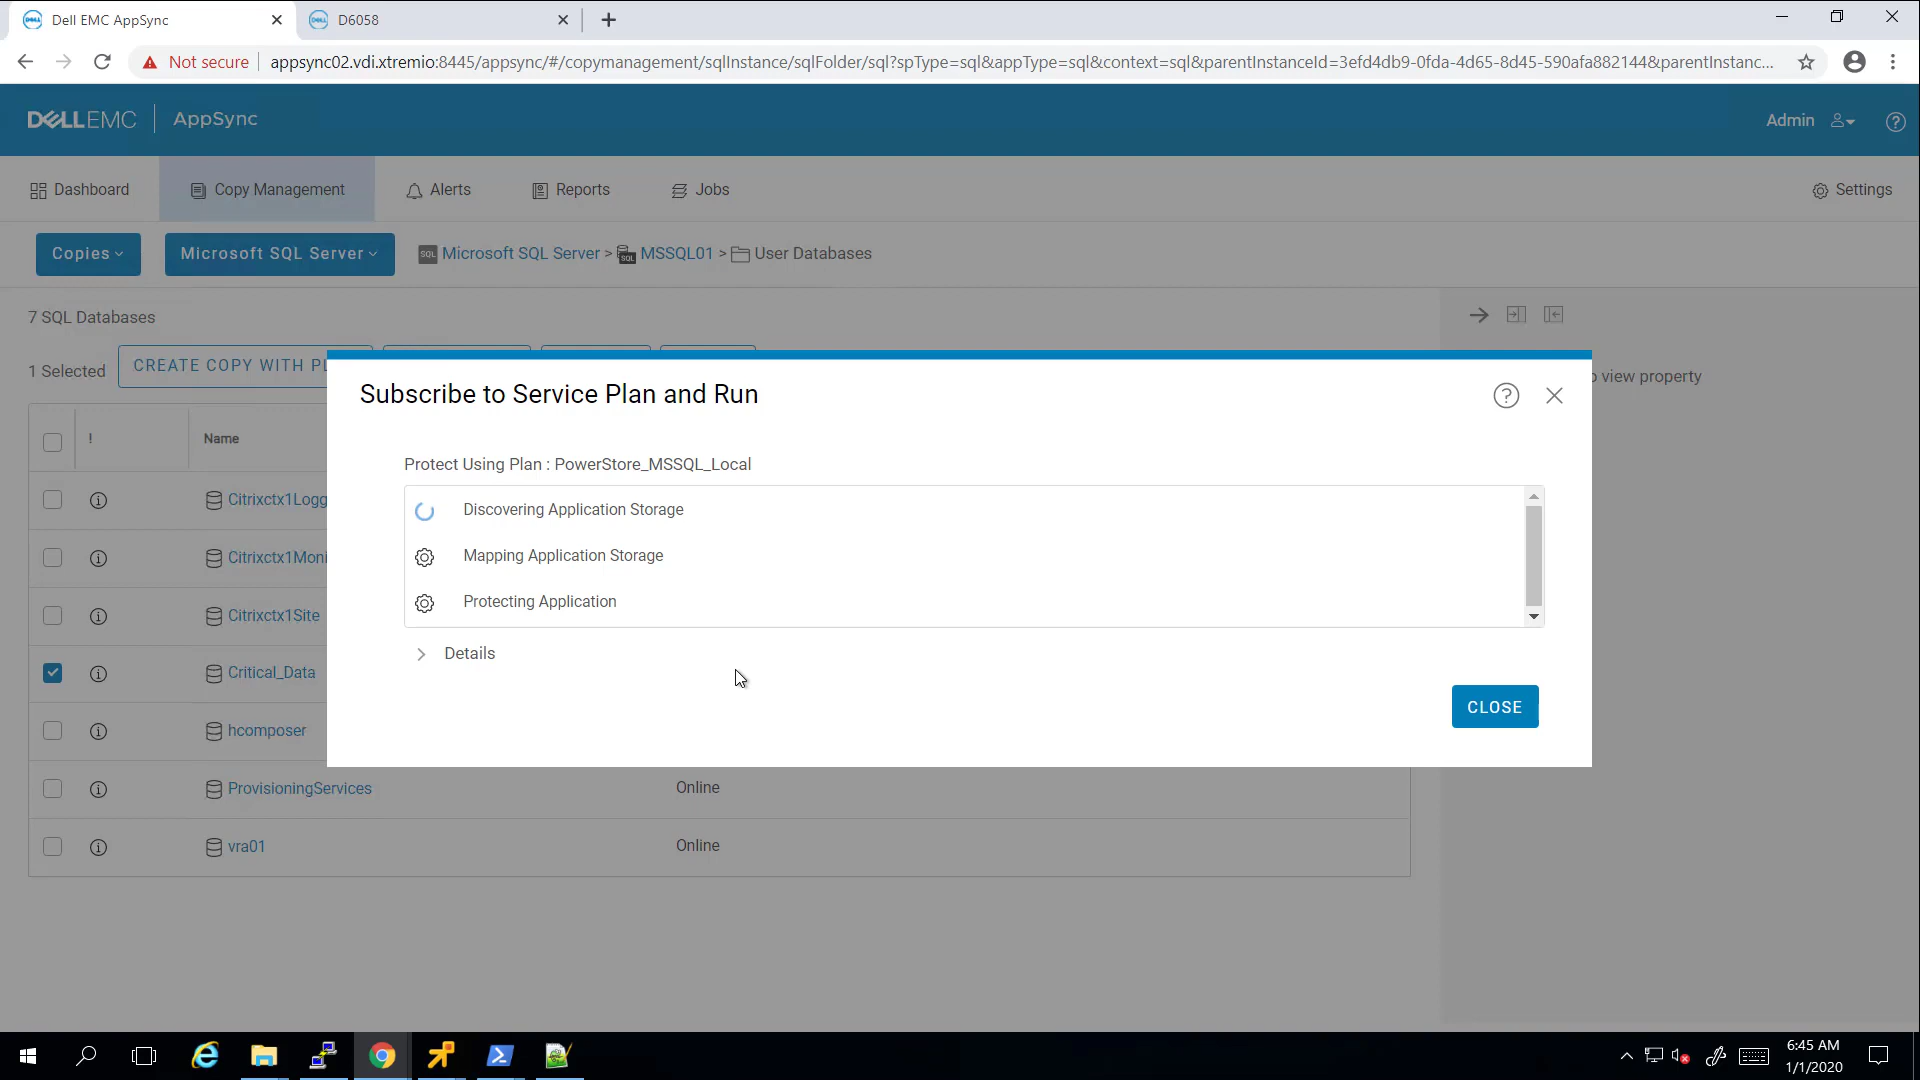 Dell EMC AppSync
D6058
Not secure
appsync02.vdi.xtremio:8445/appsync/#/copymanagement/sqlInstance/sqlFolder/sql?spType=sql&appType=sql&context=sql&parentInstanceId=3efd4db9-0fda-4d65-8d45-590afa882144&parentInstanc...
DELLEMC
AppSync
Admin
Dashboard
Copy Management
Alerts
Reports
Jobs
Settings
Copies
Microsoft SQL Server
SQL Microsoft SQL Server > SQL MSSQL01 > User Databases
7 SQL Databases
1 Selected
CREATE COPY WITH PL
view property
! Name
Subscribe to Service Plan and Run
Protect Using Plan : PowerStore_MSSQL_Local
Discovering Application Storage
Mapping Application Storage
Protecting Application
Details
CLOSE
Citrixctx1Logg
Citrixctx1Moni
Citrixctx1Site
Critical_Data
hcomposer
ProvisioningServices Online
vra01 Online
6:45 AM
1/1/2020